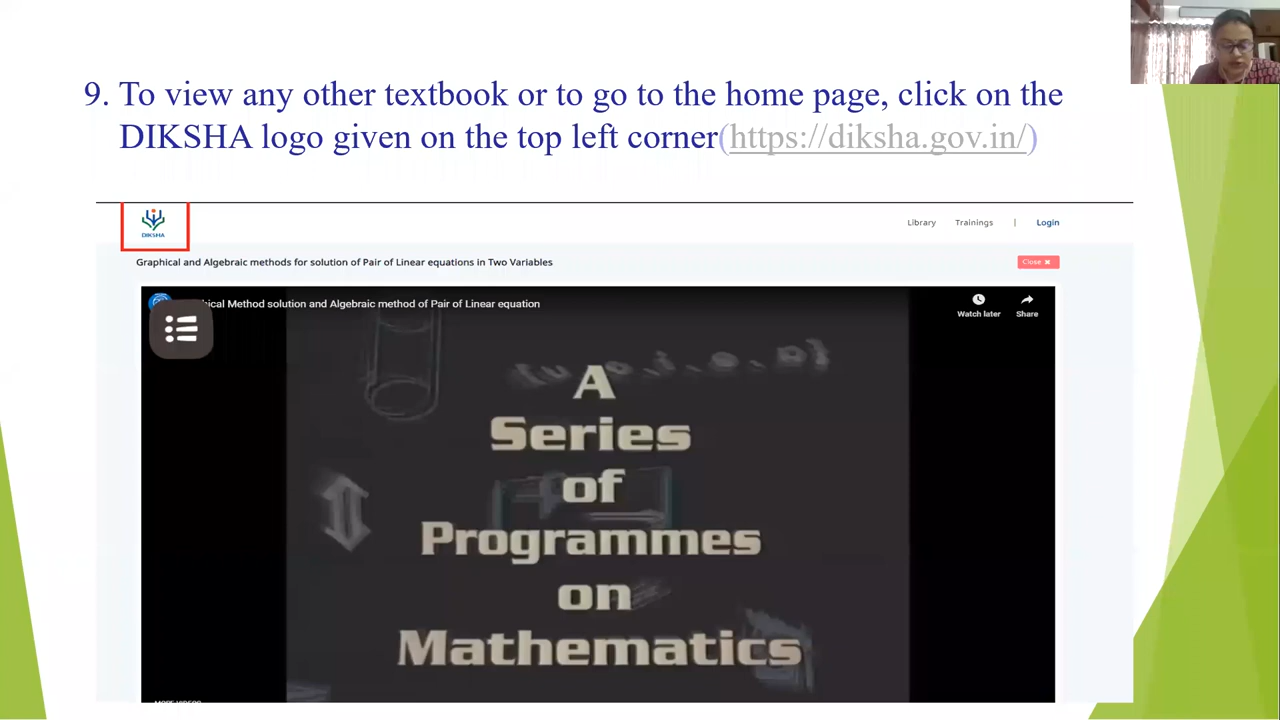 9. To view any other textbook or to go to the home page, click on the
DIKSHA logo given on the top left corner(https://diksha.gov.in/)
DIKSHA
Library Trainings | Login
Graphical and Algebraic methods for solution of Pair of Linear equations in Two Variables
Close ×
Method solution and Algebraic method of Pair of Linear equation
Watch later
Share
A
Series
of
Programmes
on
Mathematics